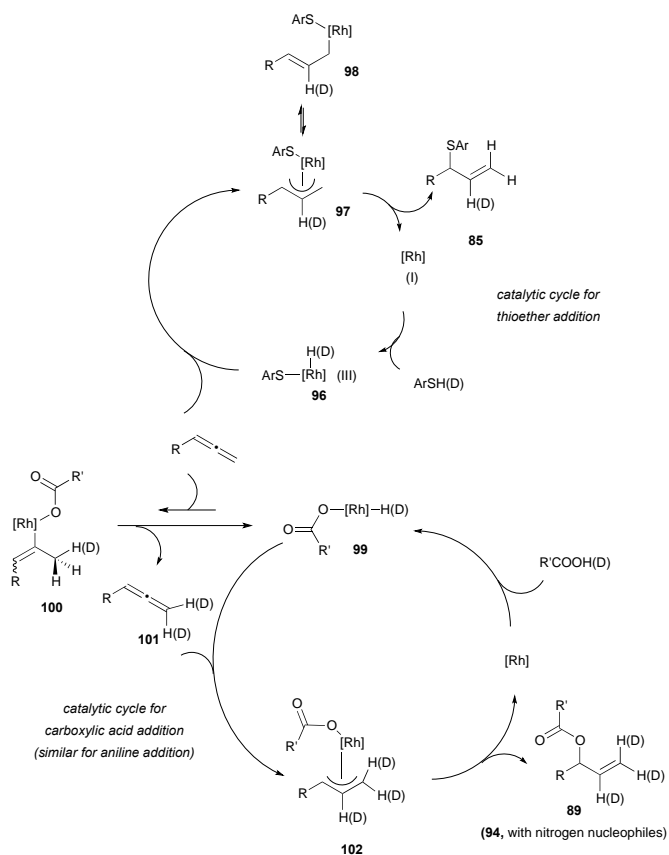 ArS
[Rh]
R
H(D)
98
ArS
[Rh]
R
H(D)
97
SAr
H
R
H
H(D)
85
[Rh]
(I)
catalytic cycle for
thioether addition
H(D)
ArS [Rh] (III)
96
ArSH(D)
R
O
R'
[Rh] O
H(D)
R
H H
100
O [Rh] H(D)
O
R'
99
R'COOH(D)
R
H(D)
H(D)
101
[Rh]
catalytic cycle for
carboxylic acid addition
(similar for aniline addition)
O
O
R'
[Rh]
H(D)
R
H(D)
H(D)
102
R'
O
O
H(D)
R
H(D)
H(D)
89
(94, with nitrogen nucleophiles)